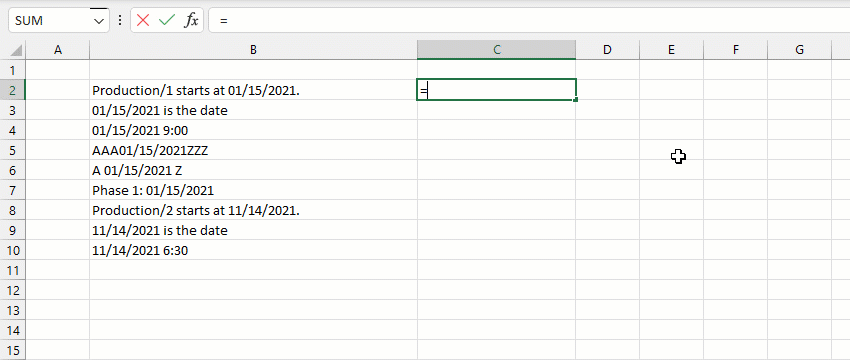 SUM fx =
A B C D E F G
1
2 Production/1 starts at 01/15/2021. =
3 01/15/2021 is the date
4 01/15/2021 9:00
5 AAA01/15/2021ZZZ
6 A 01/15/2021 Z
7 Phase 1: 01/15/2021
8 Production/2 starts at 11/14/2021.
9 11/14/2021 is the date
10 11/14/2021 6:30
11
12
13
14
15